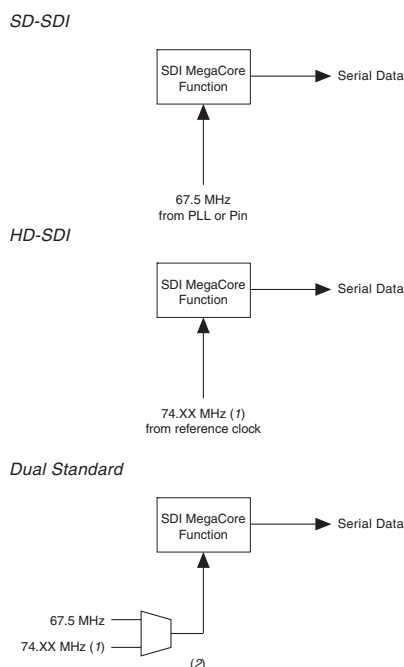 SD-SDI
SDI MegaCore
Function
Serial Data
67.5 MHz
from PLL or Pin
HD-SDI
SDI MegaCore
Function
Serial Data
74.XX MHz (1)
from reference clock
Dual Standard
SDI MegaCore
Function
Serial Data
67.5 MHz
74.XX MHz (1)
(2)